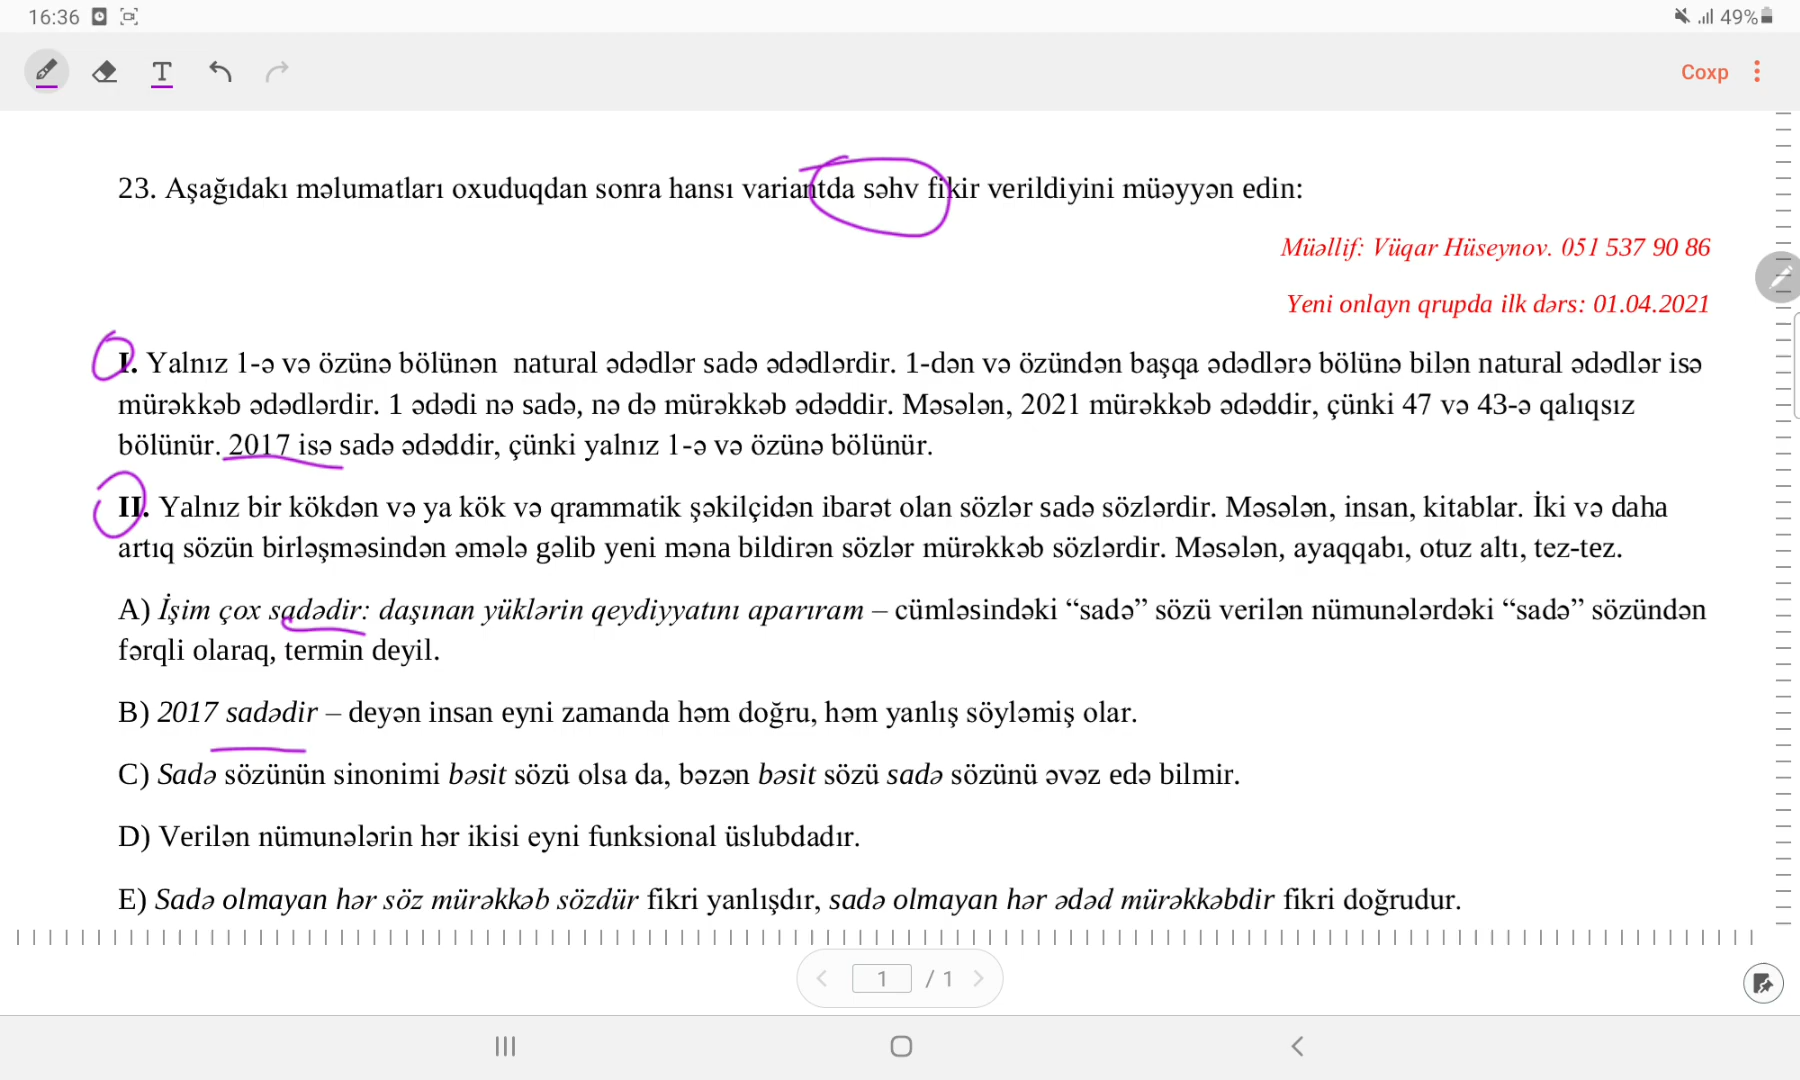 16:36
49%
Сохр
23. Aşağıdakı məlumatları oxuduqdan sonra hansı variantda səhv fikir verildiyini müəyyən edin:
Müəllif: Vüqar Hüseynov. 051 537 90 86
Yeni onlayn qrupda ilk dərs: 01.04.2021
I. Yalnız 1-ə və özünə bölünən natural ədədlər sadə ədədlərdir. 1-dən və özündən başqa ədədlərə bölünə bilən natural ədədlər isə
mürəkkəb ədədlərdir. 1 ədədi nə sadə, nə də mürəkkəb ədəddir. Məsələn, 2021 mürəkkəb ədəddir, çünki 47 və 43-ə qalıqsız
bölünür. 2017 isə sadə ədəddir, çünki yalnız 1-ə və özünə bölünür.
II. Yalnız bir kökdən və ya kök və qrammatik şəkilçidən ibarət olan sözlər sadə sözlərdir. Məsələn, insan, kitablar. İki və daha
artıq sözün birləşməsindən əmələ gəlib yeni məna bildirən sözlər mürəkkəb sözlərdir. Məsələn, ayaqqabı, otuz altı, tez-tez.
A) İşim çox sadədir: daşınan yüklərin qeydiyyatını aparıram – cümləsindəki “sadə” sözü verilən nümunələrdəki “sadə” sözündən
fərqli olaraq, termin deyil.
B) 2017 sadədir – deyən insan eyni zamanda həm doğru, həm yanlış söyləmiş olar.
C) Sadə sözünün sinonimi bəsit sözü olsa da, bəzən bəsit sözü sadə sözünü əvəz edə bilmir.
D) Verilən nümunələrin hər ikisi eyni funksional üslubdadır.
E) Sadə olmayan hər söz mürəkkəb sözdür fikri yanlışdır, sadə olmayan hər ədəd mürəkkəbdir fikri doğrudur.
1 / 1